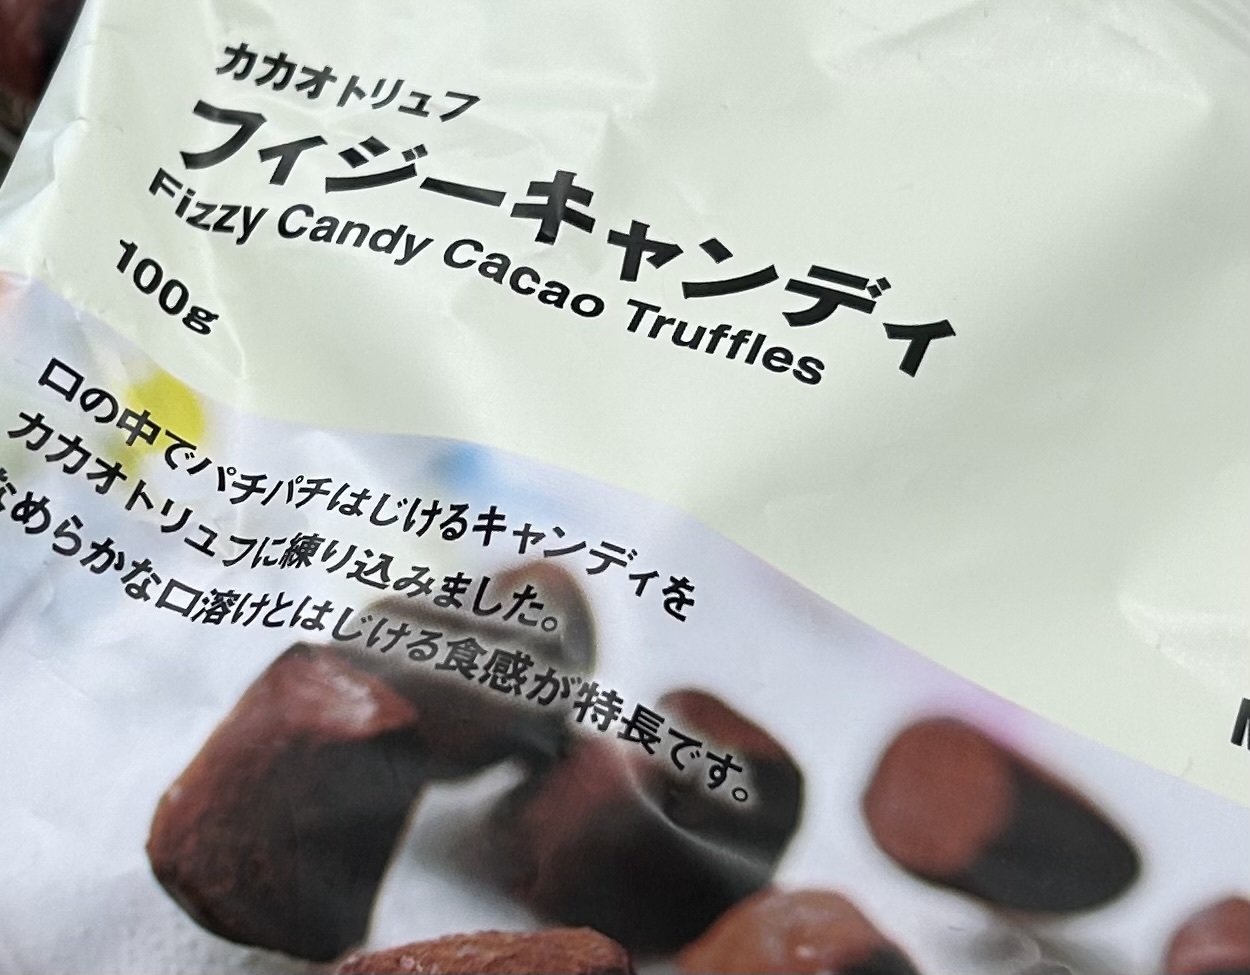 カカオトリュフ
フィジーキャンディ
Fizzy Candy Cacao Truffles
100g
口の中でパチパチはじけるキャンディを
カカオトリュフに練り込みました。
なめらかな口溶けとはじける食感が特長です。